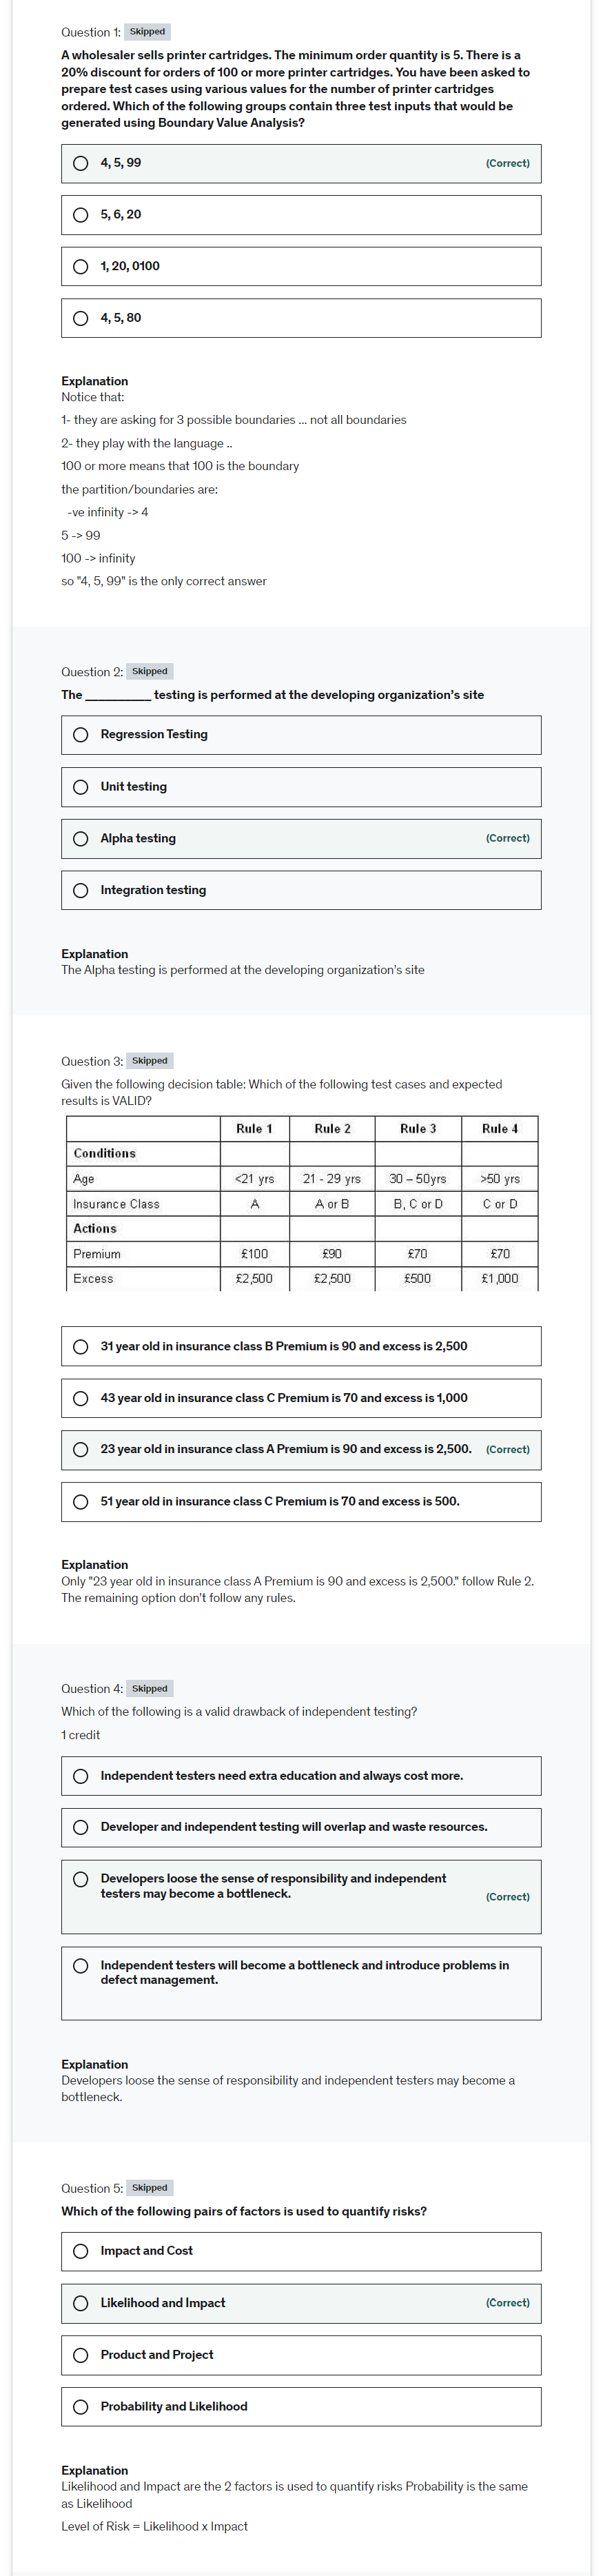 Question 1: Skipped
A wholesaler sells printer cartridges. The minimum order quantity is 5. There is a
20% discount for orders of 100 or more printer cartridges. You have been asked to
prepare test cases using various values for the number of printer cartridges
ordered. Which of the following groups contain three test inputs that would be
generated using Boundary Value Analysis?
4, 5, 99 (Correct)
5, 6, 20
1, 20, 0100
4, 5, 80
Explanation
Notice that:
1- they are asking for 3 possible boundaries ... not all boundaries
2- they play with the language ..
100 or more means that 100 is the boundary
the partition/boundaries are:
-ve infinity -> 4
5 -> 99
100 -> infinity
so "4, 5, 99" is the only correct answer
Question 2: Skipped
The __________ testing is performed at the developing organization's site
Regression Testing
Unit testing
Alpha testing (Correct)
Integration testing
Explanation
The Alpha testing is performed at the developing organization's site
Question 3: Skipped
Given the following decision table: Which of the following test cases and expected
results is VALID?
Rule 1 Rule 2 Rule 3 Rule 4
Conditions
Age <21 yrs 21 - 29 yrs 30 – 50yrs >50 yrs
Insurance Class A A or B B, C or D C or D
Actions
Premium £100 £90 £70 £70
Excess £2,500 £2,500 £500 £1,000
31 year old in insurance class B Premium is 90 and excess is 2,500
43 year old in insurance class C Premium is 70 and excess is 1,000
23 year old in insurance class A Premium is 90 and excess is 2,500. (Correct)
51 year old in insurance class C Premium is 70 and excess is 500.
Explanation
Only "23 year old in insurance class A Premium is 90 and excess is 2,500." follow Rule 2.
The remaining option don't follow any rules.
Question 4: Skipped
Which of the following is a valid drawback of independent testing?
1 credit
Independent testers need extra education and always cost more.
Developer and independent testing will overlap and waste resources.
Developers loose the sense of responsibility and independent
testers may become a bottleneck.
(Correct)
Independent testers will become a bottleneck and introduce problems in
defect management.
Explanation
Developers loose the sense of responsibility and independent testers may become a
bottleneck.
Question 5: Skipped
Which of the following pairs of factors is used to quantify risks?
Impact and Cost
Likelihood and Impact (Correct)
Product and Project
Probability and Likelihood
Explanation
Likelihood and Impact are the 2 factors is used to quantify risks Probability is the same
as Likelihood
Level of Risk = Likelihood x Impact